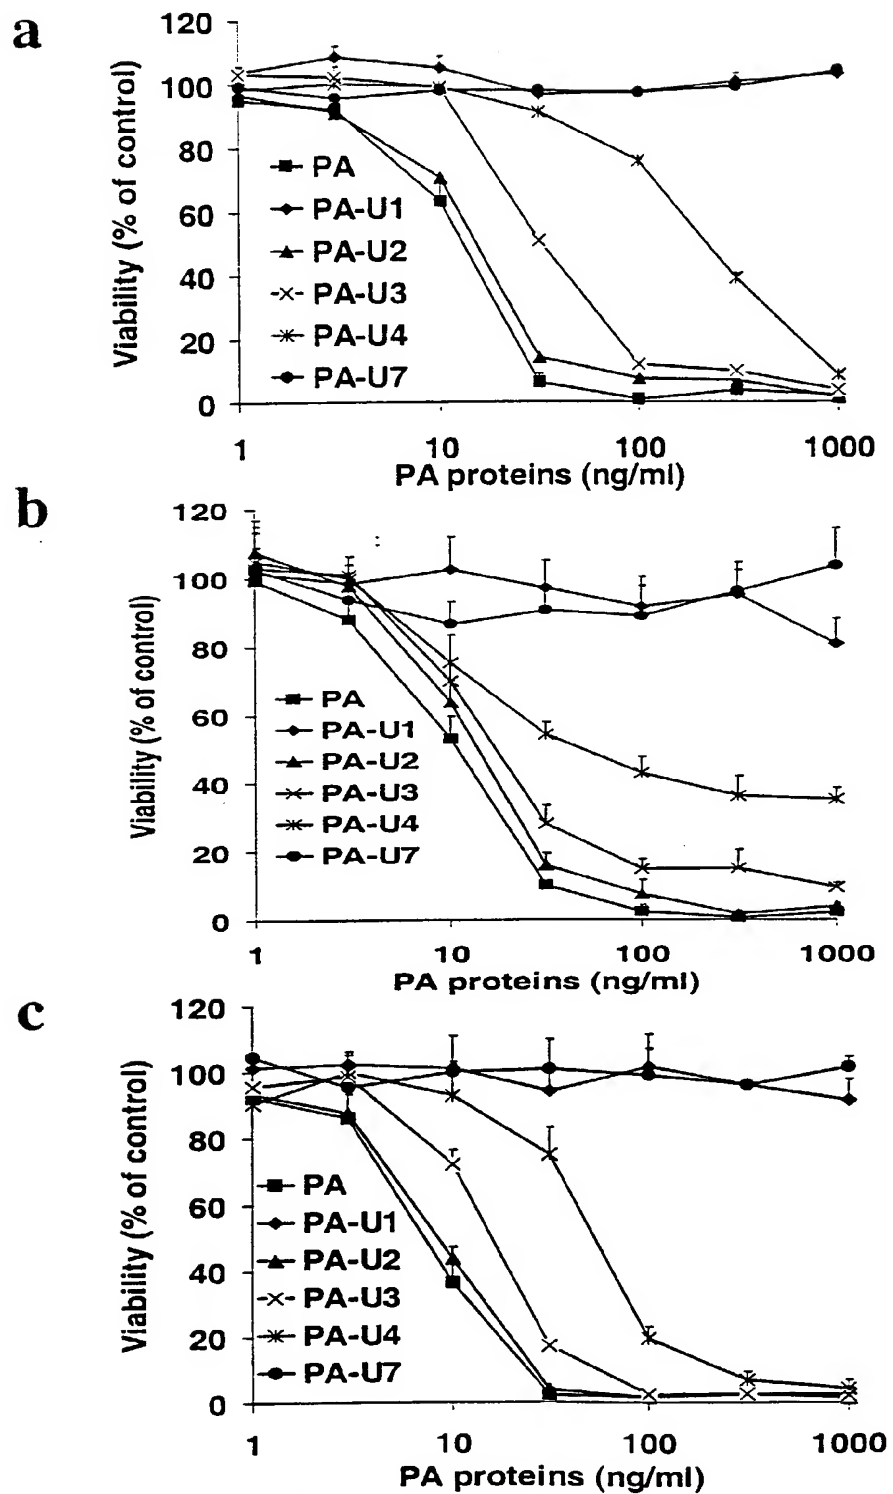 a
120
100
80
60
40
20
0
Viability (% of control)
PA
PA-U1
PA-U2
PA-U3
PA-U4
PA-U7
1 10 100 1000
PA proteins (ng/ml)
b
120
100
80
60
40
20
0
Viability (% of control)
PA
PA-U1
PA-U2
PA-U3
PA-U4
PA-U7
1 10 100 1000
PA proteins (ng/ml)
c
120
100
80
60
40
20
0
Viability (% of control)
PA
PA-U1
PA-U2
PA-U3
PA-U4
PA-U7
1 10 100 1000
PA proteins (ng/ml)